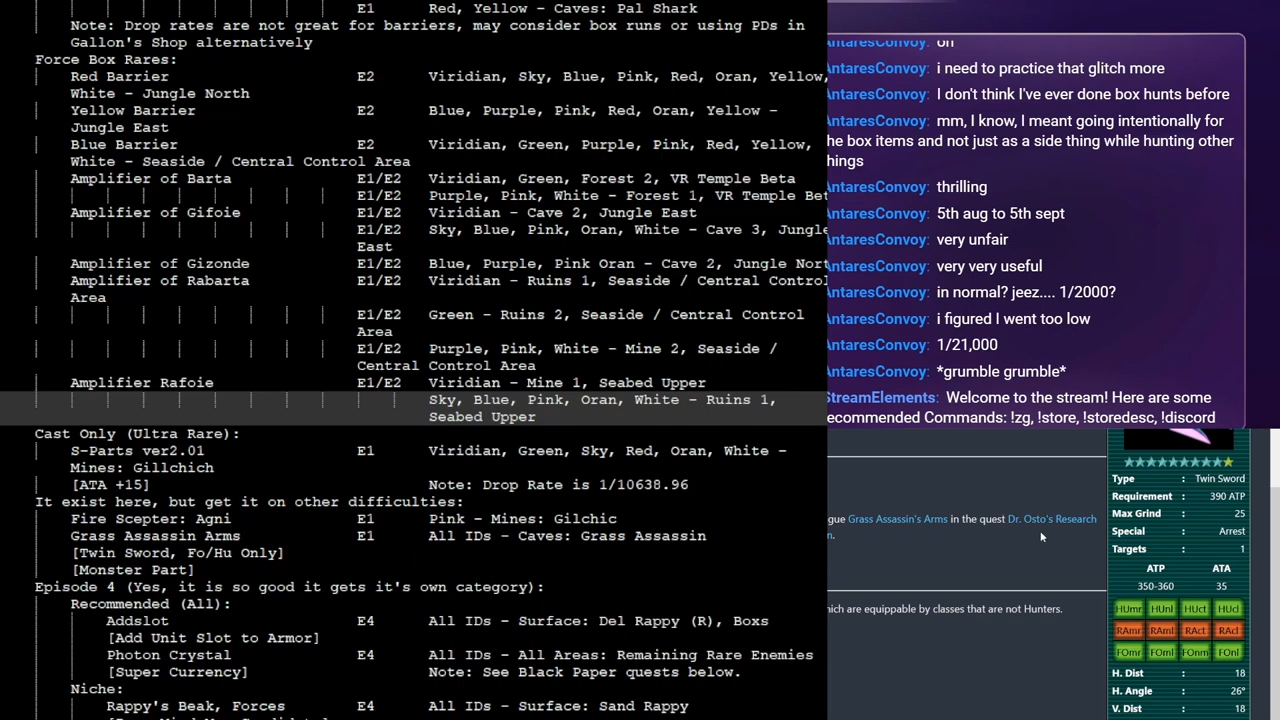 E1 Red, Yellow - Caves: Pal Shark
Note: Drop rates are not great for barriers, may consider box runs or using PDs in
Gallon's Shop alternatively
Force Box Rares:
Red Barrier E2 Viridian, Sky, Blue, Pink, Red, Oran, Yellow,
White - Jungle North
Yellow Barrier E2 Blue, Purple, Pink, Red, Oran, Yellow -
Jungle East
Blue Barrier E2 Viridian, Green, Purple, Pink, Red, Yellow,
White - Seaside / Central Control Area
Amplifier of Barta E1/E2 Viridian, Green, Forest 2, VR Temple Beta
E1/E2 Purple, Pink, White - Forest 1, VR Temple Bet
Amplifier of Gifoie E1/E2 Viridian - Cave 2, Jungle East
E1/E2 Sky, Blue, Pink, Oran, White - Cave 3, Jungle
East
Amplifier of Gizonde E1/E2 Blue, Purple, Pink Oran - Cave 2, Jungle Nort
Amplifier of Rabarta E1/E2 Viridian - Ruins 1, Seaside / Central Control
Area
E1/E2 Green - Ruins 2, Seaside / Central Control
Area
E1/E2 Purple, Pink, White - Mine 2, Seaside /
Central Control Area
Amplifier Rafoie E1/E2 Viridian - Mine 1, Seabed Upper
Sky, Blue, Pink, Oran, White - Ruins 1,
Seabed Upper
Cast Only (Ultra Rare):
S-Parts ver2.01 E1 Viridian, Green, Sky, Red, Oran, White -
Mines: Gillchich
[ATA +15] Note: Drop Rate is 1/10638.96
It exist here, but get it on other difficulties:
Fire Scepter: Agni E1 Pink - Mines: Gilchic
Grass Assassin Arms E1 All IDs - Caves: Grass Assassin
[Twin Sword, Fo/Hu Only]
[Monster Part]
Episode 4 (Yes, it is so good it gets it's own category):
Recommended (All):
Addslot E4 All IDs - Surface: Del Rappy (R), Boxs
[Add Unit Slot to Armor]
Photon Crystal E4 All IDs - All Areas: Remaining Rare Enemies
[Super Currency] Note: See Black Paper quests below.
Niche:
Rappy's Beak, Forces E4 All IDs - Surface: Sand Rappy
AntaresConvoy: on
AntaresConvoy: i need to practice that glitch more
AntaresConvoy: I don't think I've ever done box hunts before
AntaresConvoy: mm, I know, I meant going intentionally for
he box items and not just as a side thing while hunting other
hings
AntaresConvoy: thrilling
AntaresConvoy: 5th aug to 5th sept
AntaresConvoy: very unfair
AntaresConvoy: very very useful
AntaresConvoy: in normal? jeez.... 1/2000?
AntaresConvoy: i figured I went too low
AntaresConvoy: 1/21,000
AntaresConvoy: *grumble grumble*
StreamElements: Welcome to the stream! Here are some
ecommended Commands: !zg, !store, !storedesc, !discord
gue Grass Assassin's Arms in the quest Dr. Osto's Research
n.
hich are equippable by classes that are not Hunters.
Type : Twin Sword
Requirement : 390 ATP
Max Grind : 25
Special : Arrest
Targets : 1
ATP ATA
350-360 35
HUmr HUnl HUct HUcl
RAmr RAml RAct RAcl
FOmr FOml FOnm FOnl
H. Dist : 18
H. Angle : 26°
V. Dist : 18